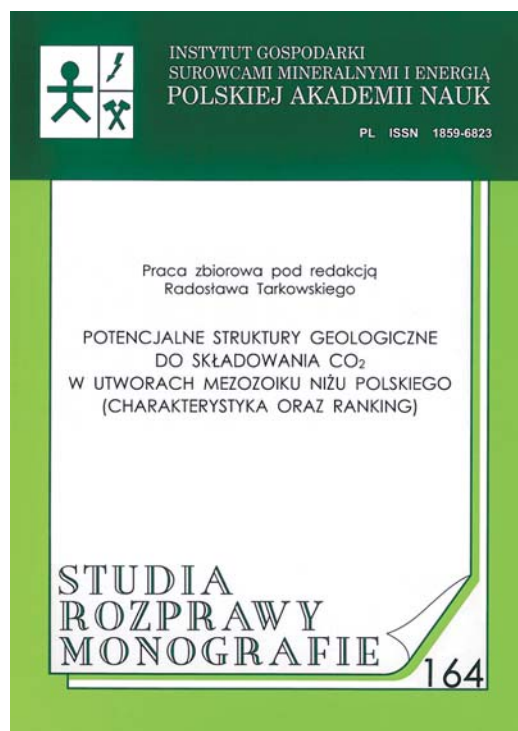 INSTYTUT GOSPODARKI
SUROWCAMI MINERALNYMI I ENERGIĄ
POLSKIEJ AKADEMII NAUK
PL ISSN 1859-6823
Praca zbiorowa pod redakcją
Radosława Tarkowskiego
POTENCJALNE STRUKTURY GEOLOGICZNE
DO SKŁADOWANIA CO₂
W UTWORACH MEZOZOIKU NIŻU POLSKIEGO
(CHARAKTERYSTYKA ORAZ RANKING)
STUDIA
ROZPRAWY
MONOGRAFIE
164